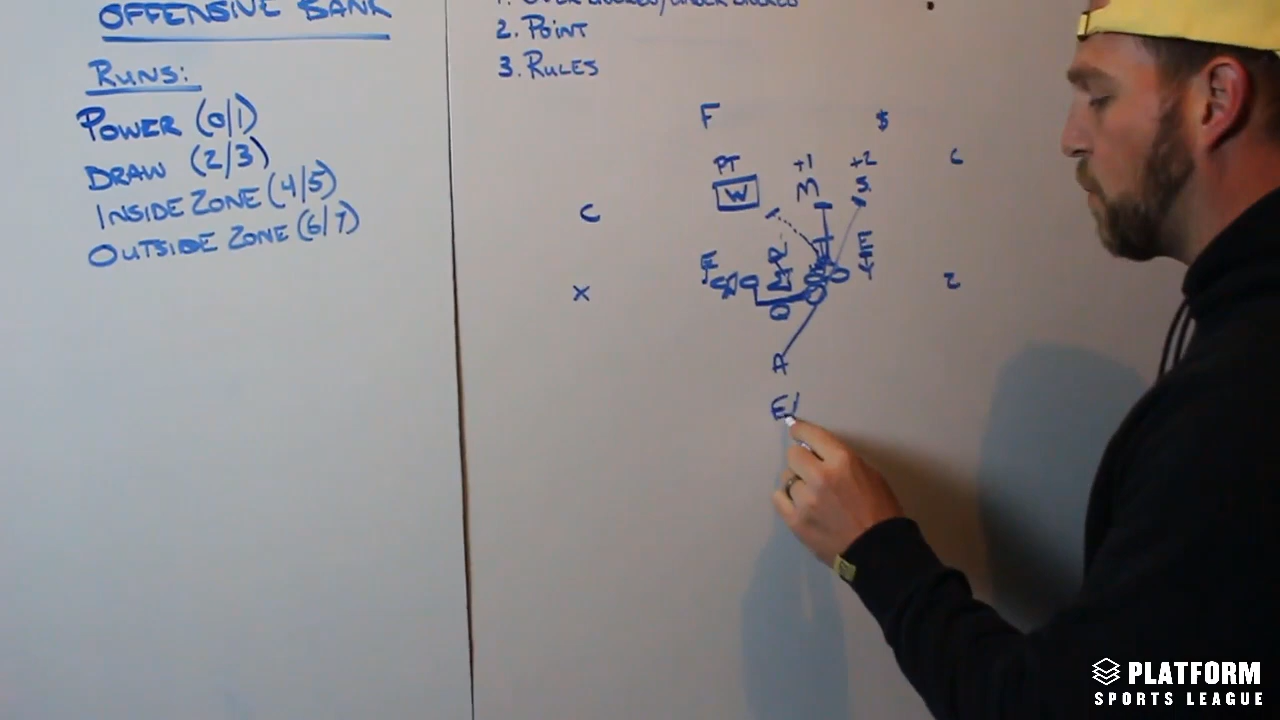 OFFENSIVE BANK
RUNS:
POWER (0/1)
DRAW (2/3)
INSIDE ZONE (4/5)
OUTSIDE ZONE (6/7)
2. POINT
3. RULES
F $
PT +1 +2 C
W M S
C
E E
X Z
A
E
PLATFORM
SPORTS LEAGUE